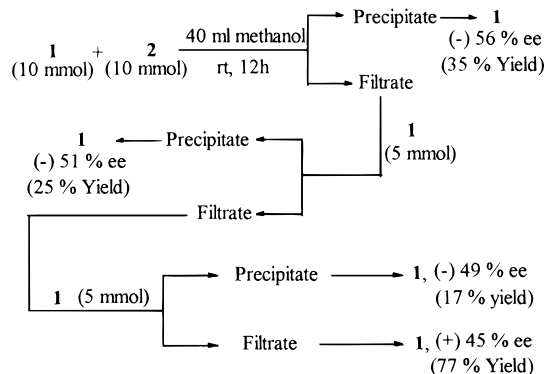 1 + 2
(10 mmol) (10 mmol)
40 ml methanol
rt, 12h
Precipitate
1
(-) 56 % ee
(35 % Yield)
Filtrate
1
(5 mmol)
1
Precipitate
(-) 51 % ee
(25 % Yield)
Filtrate
1 (5 mmol)
Precipitate
1, (-) 49 % ee
(17 % yield)
Filtrate
1, (+) 45 % ee
(77 % Yield)